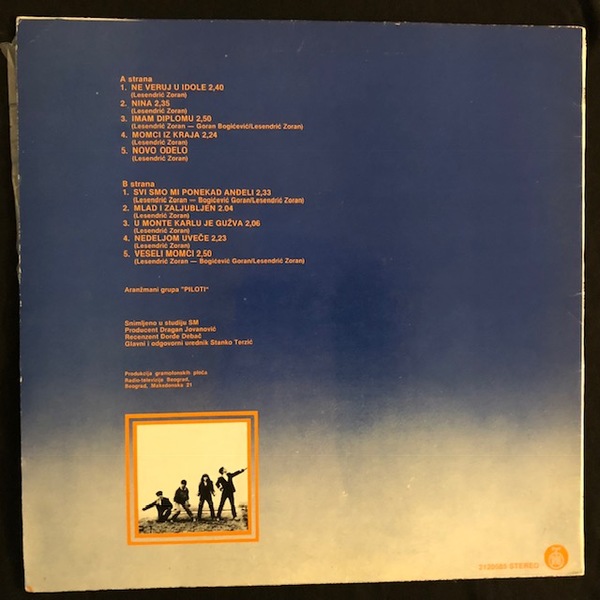 A strana
1. NE VERUJ U IDOLE 2,40
(Lesendrić Zoran)
2. NINA 2,35
(Lesendrić Zoran)
3. IMAM DIPLOMU 2,50
(Lesendrić Zoran — Goran Bogićević/Lesendrić Zoran)
4. MOMCI IZ KRAJA 2,24
(Lesendrić Zoran)
5. NOVO ODELO
(Lesendrić Zoran)
B strana
1. SVI SMO MI PONEKAD ANĐELI 2,33
(Lesendrić Zoran — Bogićević Goran/Lesendrić Zoran)
2. MLAD I ZALJUBLJEN 2.04
(Lesendrić Zoran)
3. U MONTE KARLU JE GUŽVA 2,06
(Lesendrić Zoran)
4. NEDELJOM UVEČE 2,23
(Lesendrić Zoran)
5. VESELI MOMCI 2,50
(Lesendrić Zoran — Bogićević Goran/Lesendrić Zoran)
Aranžmani grupa "PILOTI"
Snimljeno u studiju SM
Producent Dragan Jovanović
Recenzent Đorđe Debač
Glavni i odgovorni urednik Stanko Terzić
Produkcija gramofonskih ploča
Radio-televizije Beograd,
Beograd, Makedonska 21
STEREO